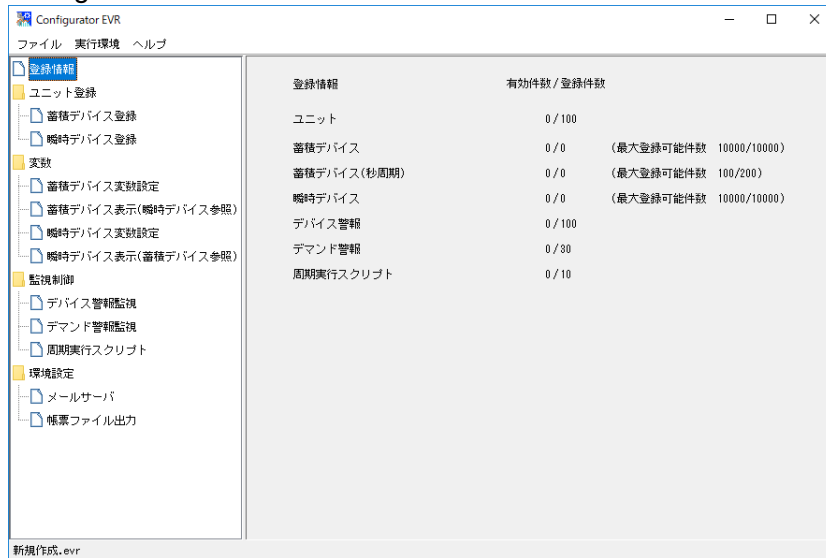 Configurator EVR
ファイル 実行環境 ヘルプ
登録情報
ユニット登録
蓄積デバイス登録
瞬時デバイス登録
変数
蓄積デバイス変数設定
蓄積デバイス表示(瞬時デバイス参照)
瞬時デバイス変数設定
瞬時デバイス表示(蓄積デバイス参照)
監視制御
デバイス警報監視
デマンド警報監視
周期実行スクリプト
環境設定
メールサーバ
帳票ファイル出力
登録情報 有効件数/登録件数
ユニット 0/100
蓄積デバイス 0/0 (最大登録可能件数 10000/10000)
蓄積デバイス(秒周期) 0/0 (最大登録可能件数 100/200)
瞬時デバイス 0/0 (最大登録可能件数 10000/10000)
デバイス警報 0/100
デマンド警報 0/30
周期実行スクリプト 0/10
新規作成.evr